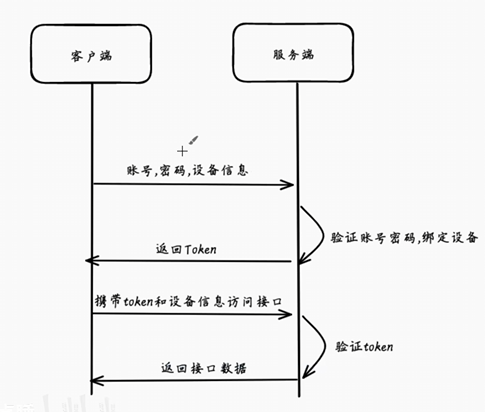 客户端
服务端
账号,密码,设备信息
验证账号密码,绑定设备
返回Token
携带token和设备信息访问接口
验证token
返回接口数据